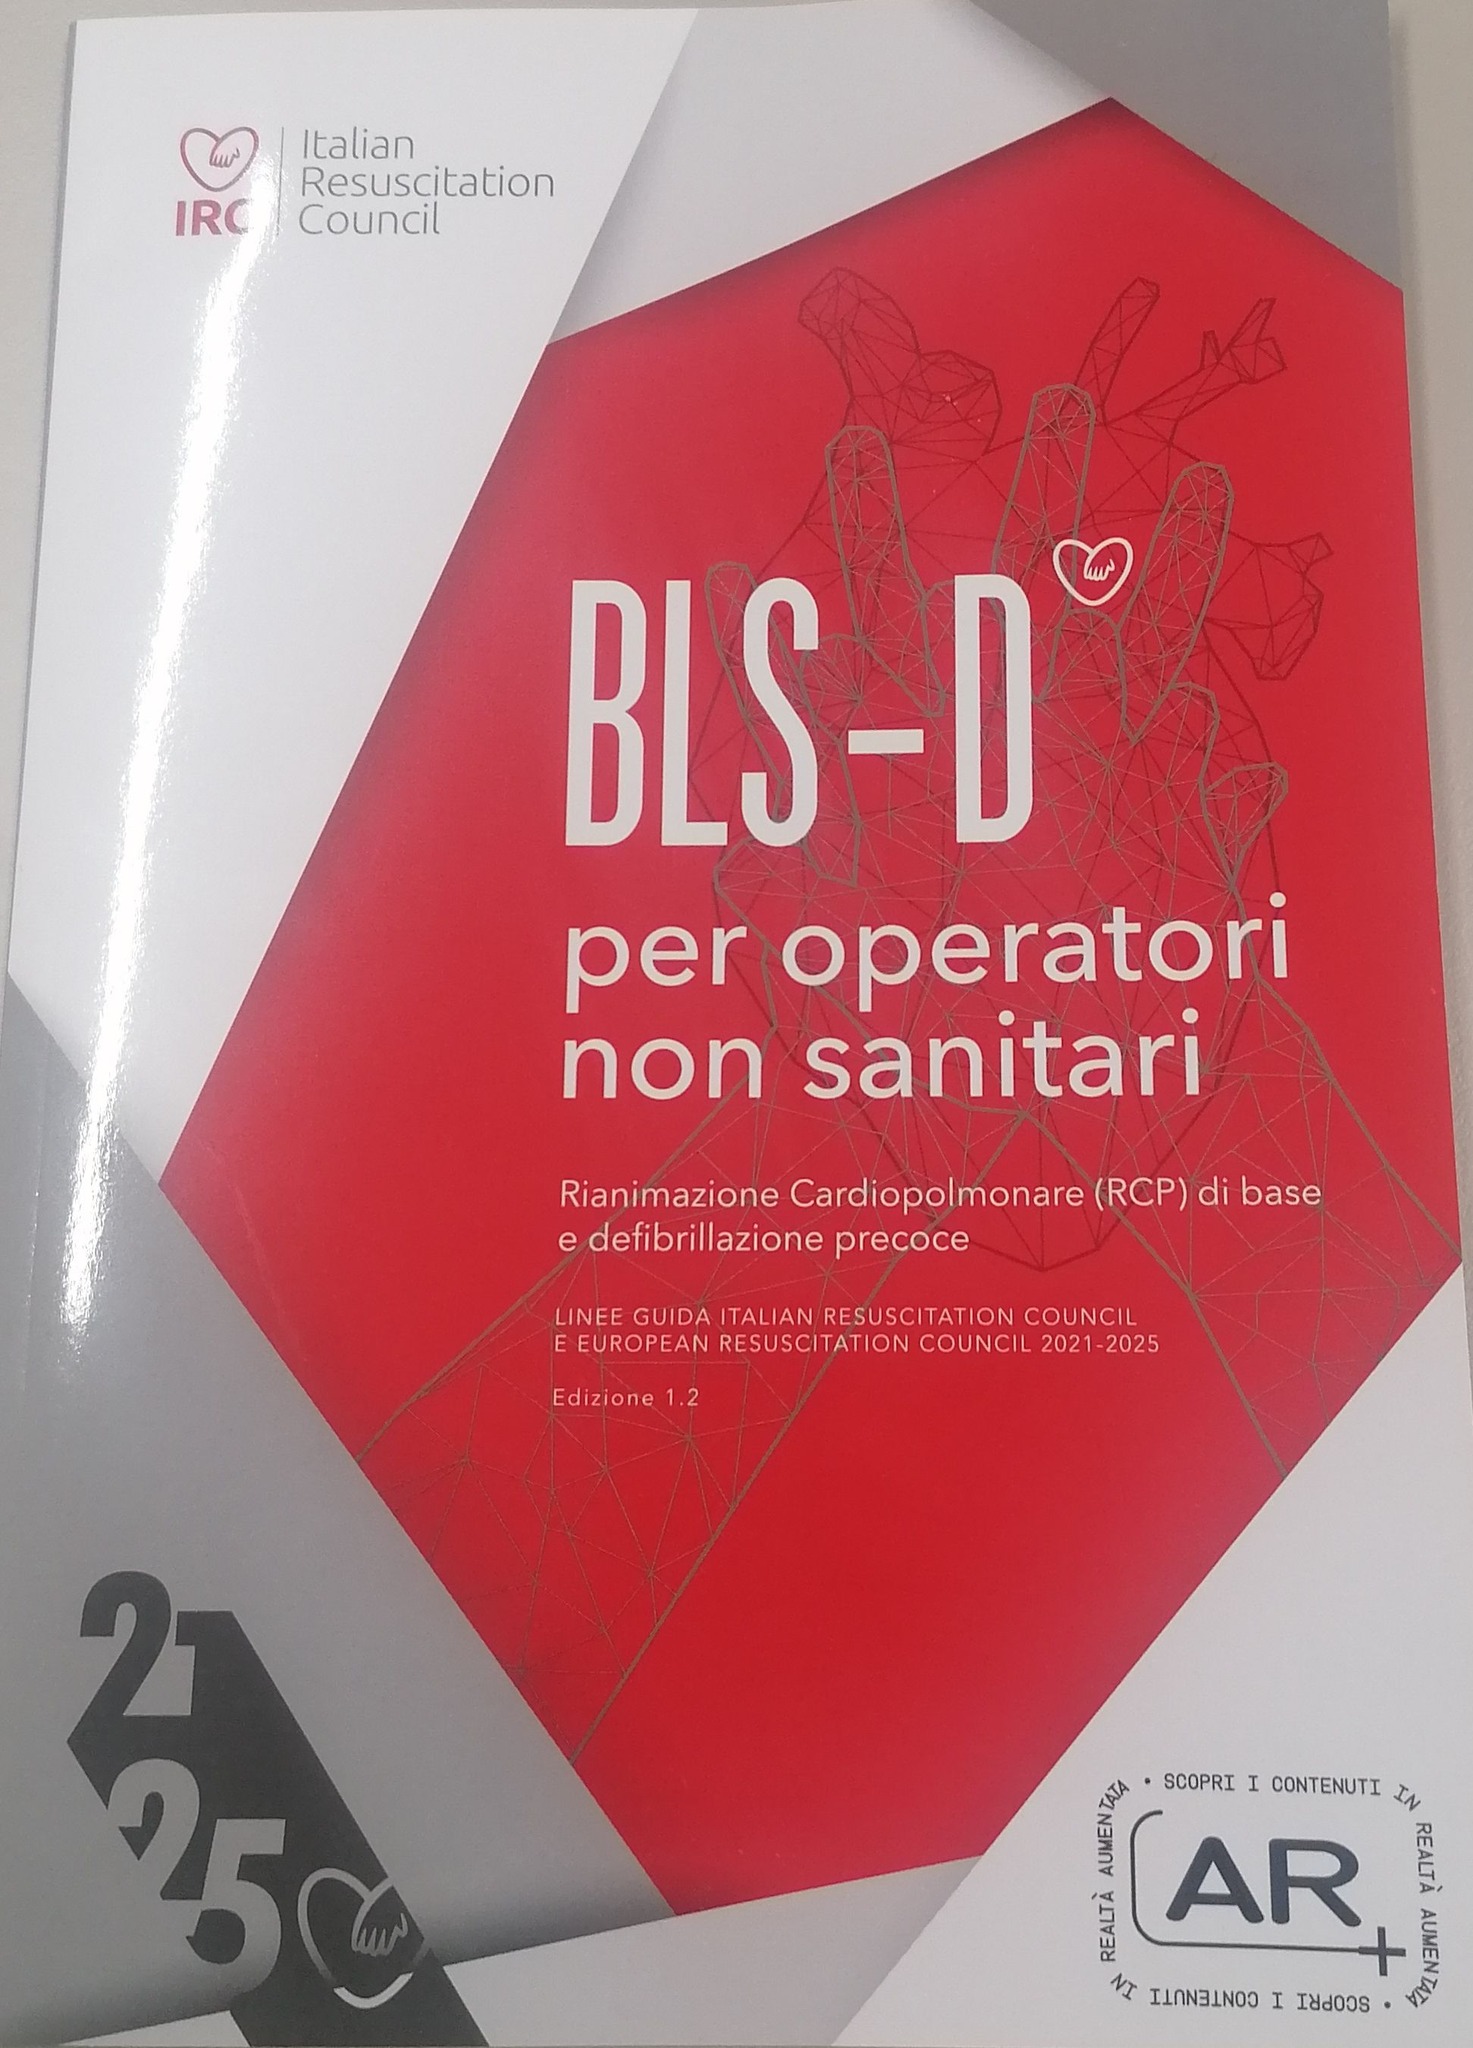 IRC
Italian
Resuscitation
Council
BLS-D
per operatori
non sanitari
Rianimazione Cardiopolmonare (RCP) di base
e defibrillazione precoce
LINEE GUIDA ITALIAN RESUSCITATION COUNCIL
E EUROPEAN RESUSCITATION COUNCIL 2021-2025
Edizione 1.2
21
25
• SCOPRI I CONTENUTI IN REALTÀ AUMENTATA
AR+
• SCOPRI I CONTENUTI IN REALTÀ AUMENTATA